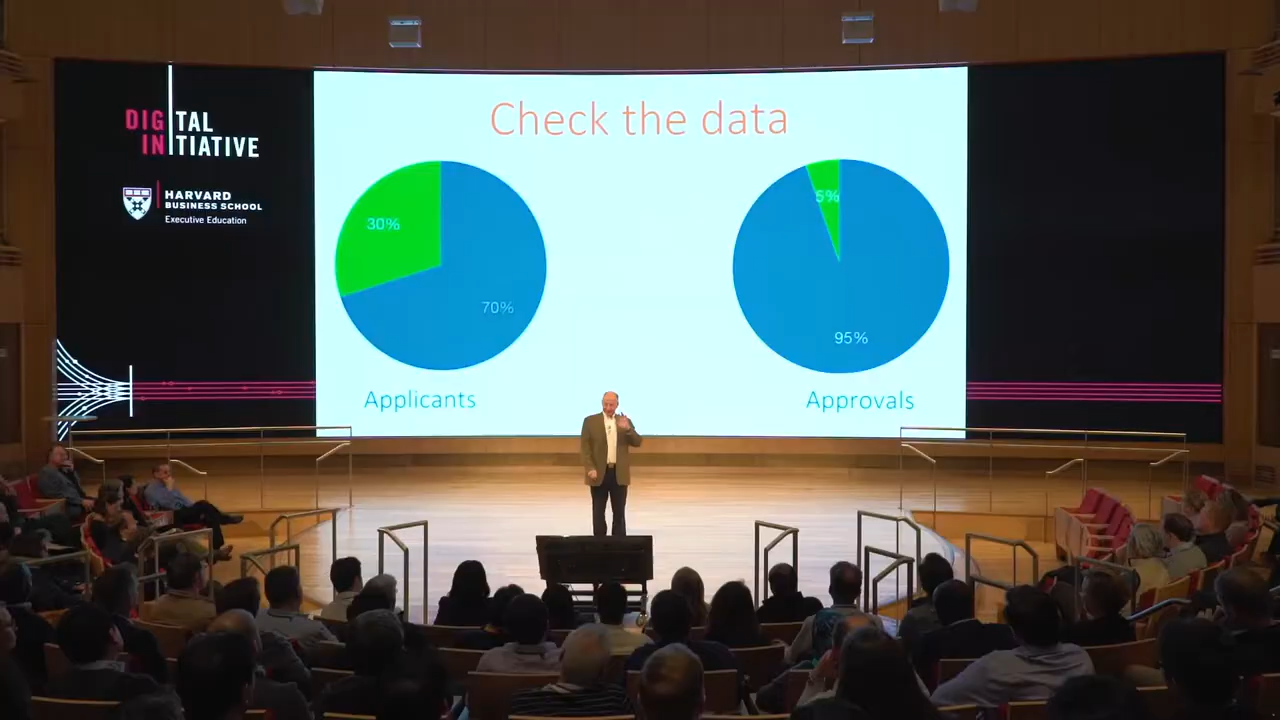 DIGITAL
INITIATIVE
HARVARD
BUSINESS SCHOOL
Executive Education
Check the data
30%
70%
Applicants
5%
95%
Approvals